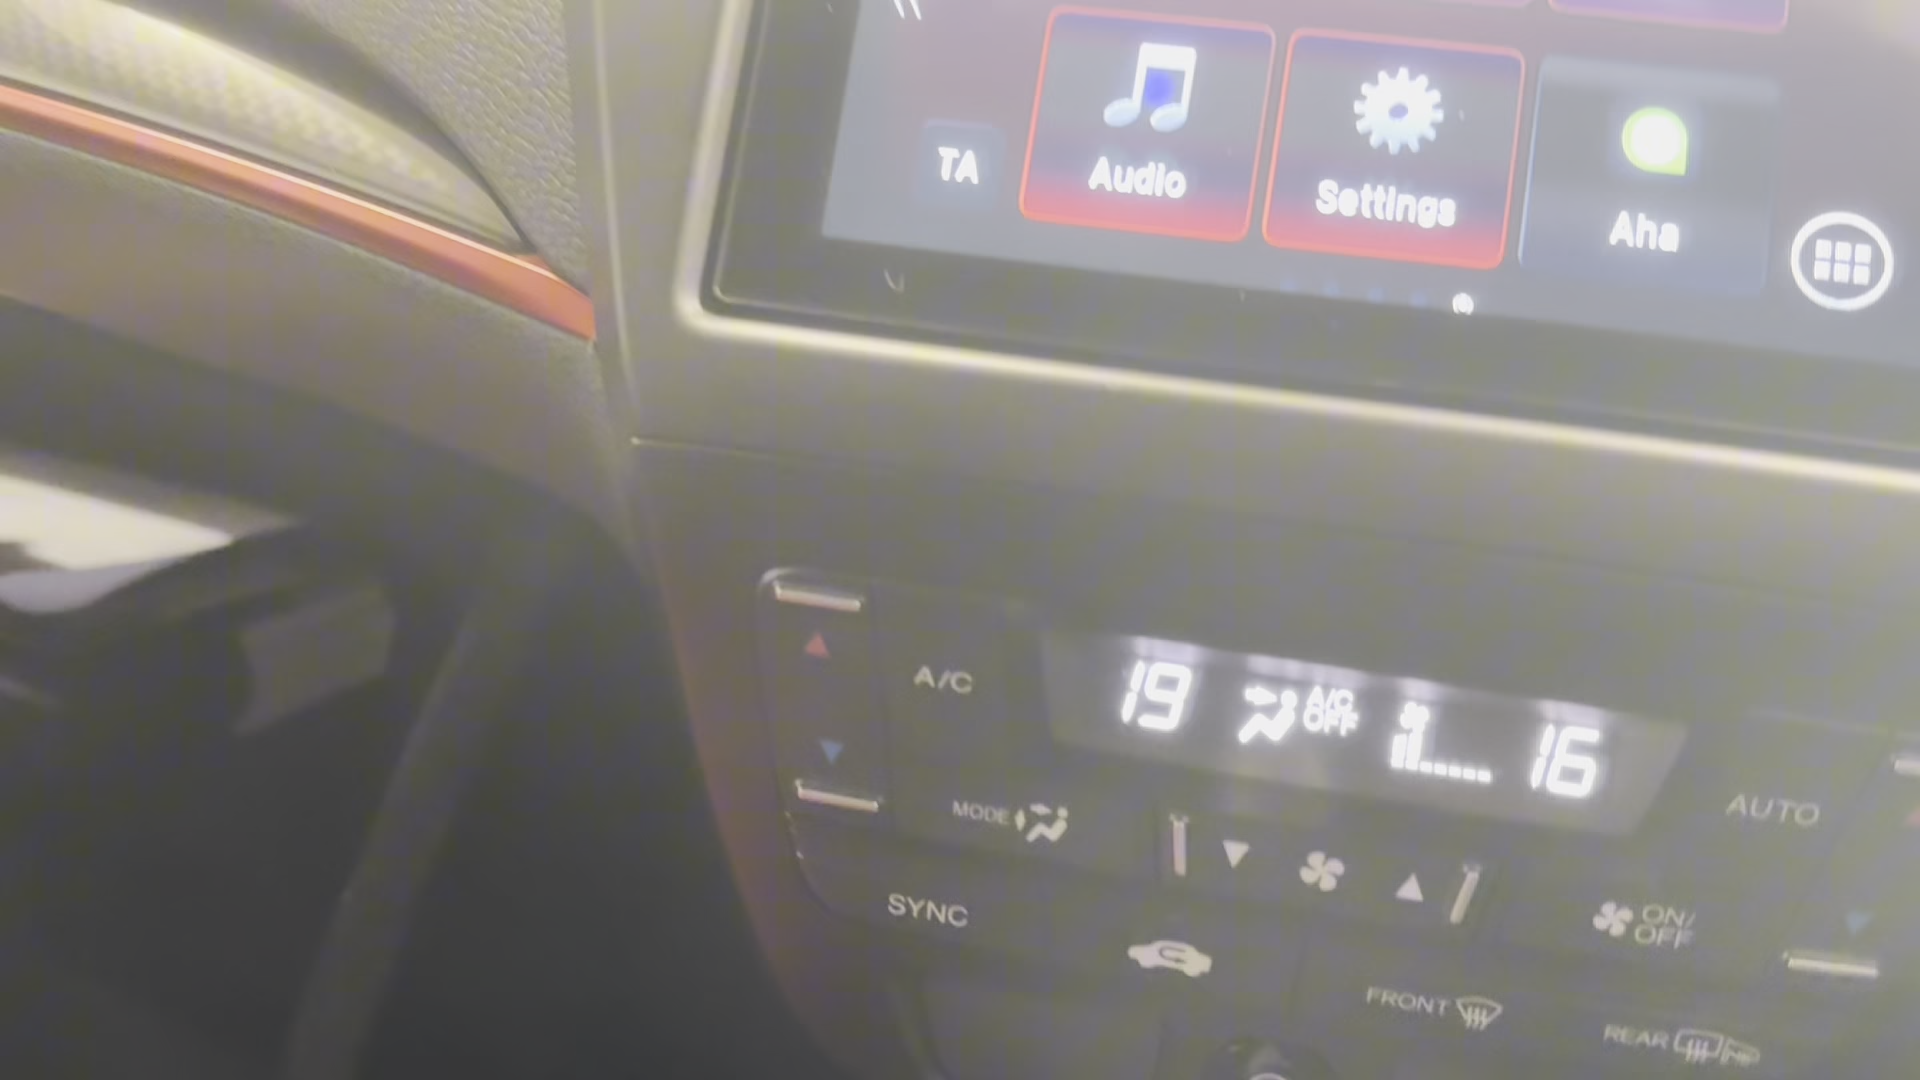 TA
Audio
Settings
Aha
A/C
19
A/C
OFF
16
AUTO
MODE
SYNC
ON/
OFF
FRONT
REAR